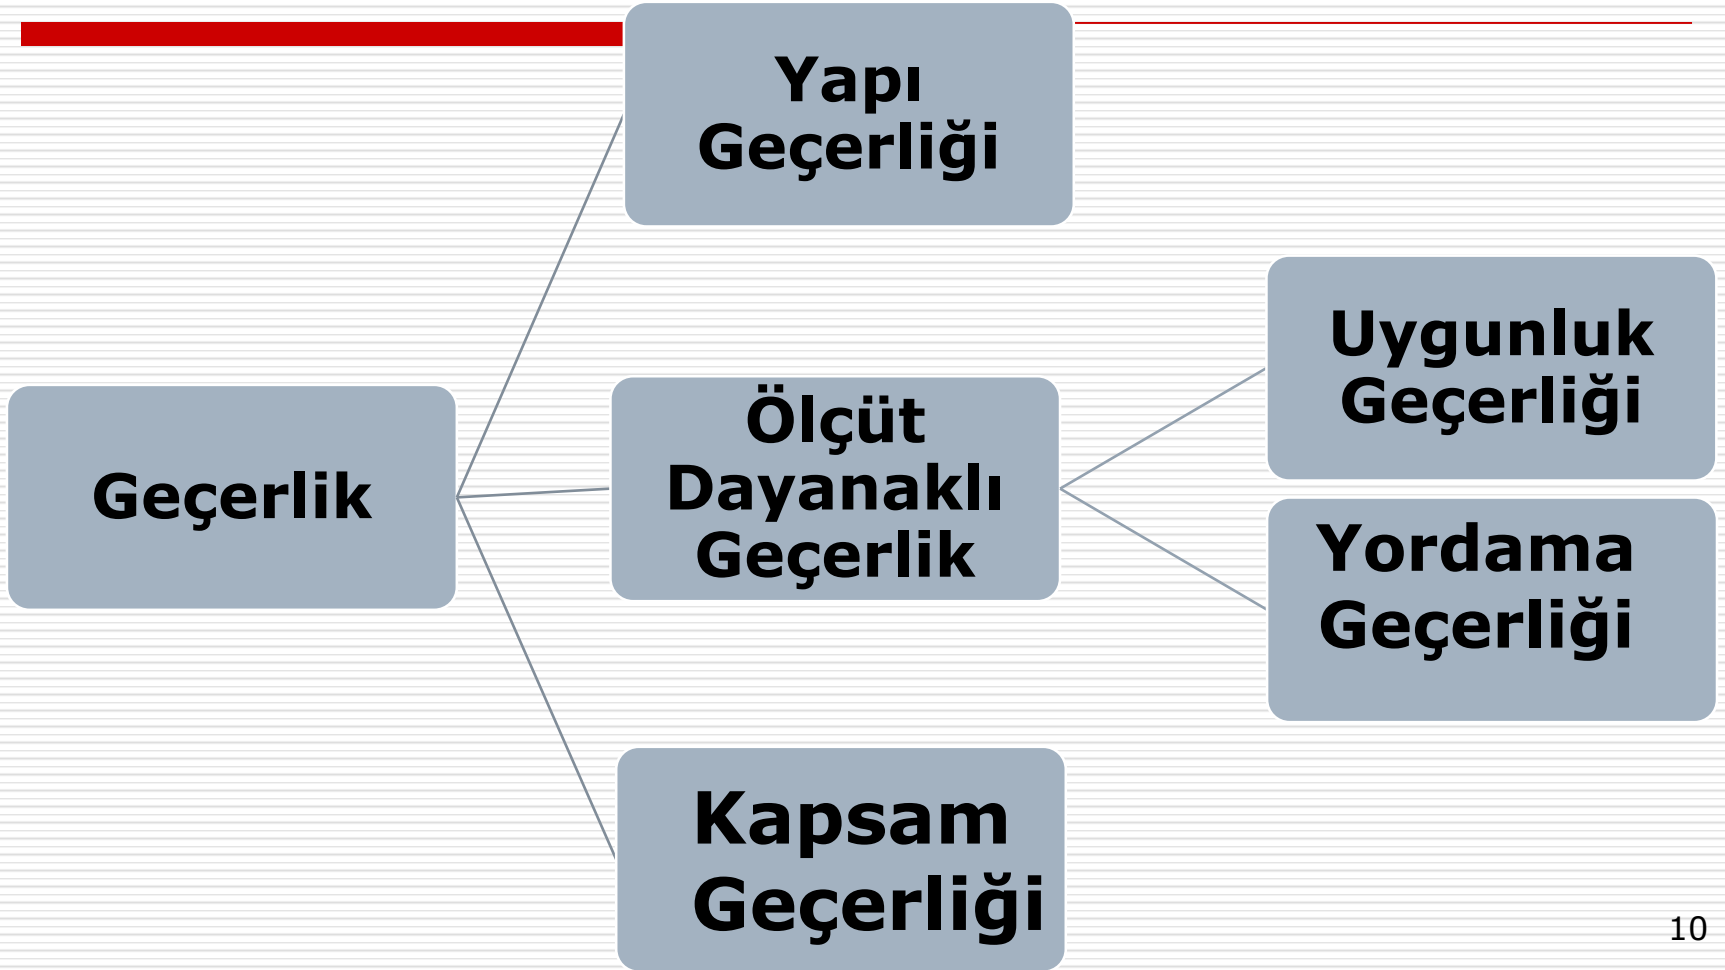 Yapı
Geçerliği
Geçerlik
Ölçüt
Dayanaklı
Geçerlik
Uygunluk
Geçerliği
Yordama
Geçerliği
Kapsam
Geçerliği
10